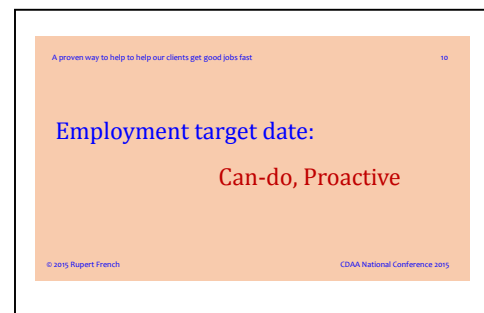 A proven way to help to help our clients get good jobs fast 10
Employment target date:
Can-do, Proactive
© 2015 Rupert French CDAA National Conference 2015